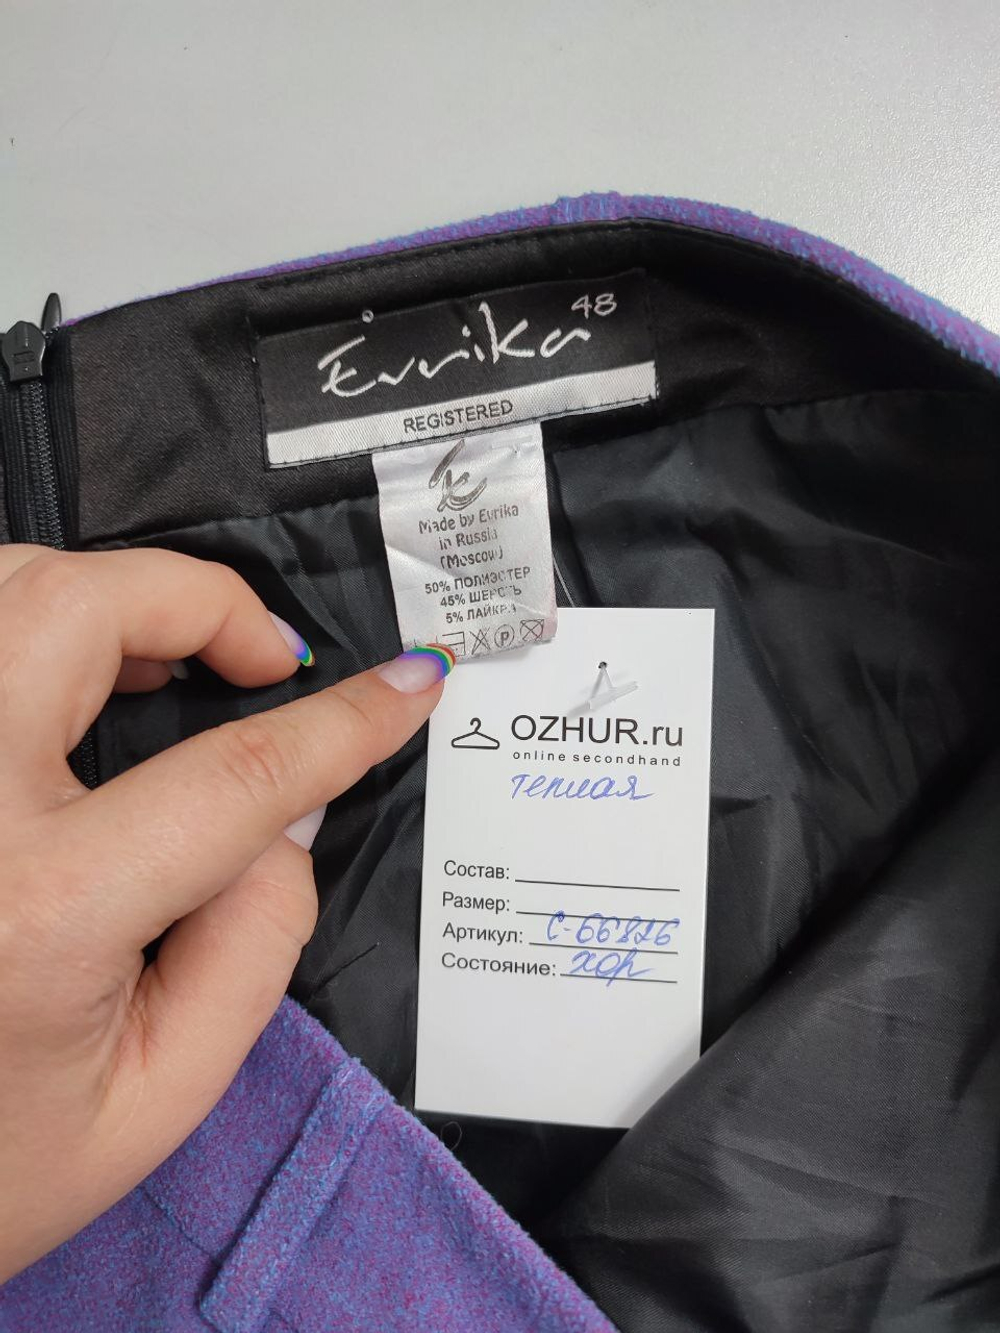 48
Evrika
REGISTERED
Made by Evrika
in Russia
(Moscow)
50% ПОЛИЭСТЕР
45% ШЕРСТЬ
5% ЛАЙКРА
P
OZHUR.ru
online secondhand
теплая
Состав:
Размер:
Артикул: С-66826
Состояние: хор